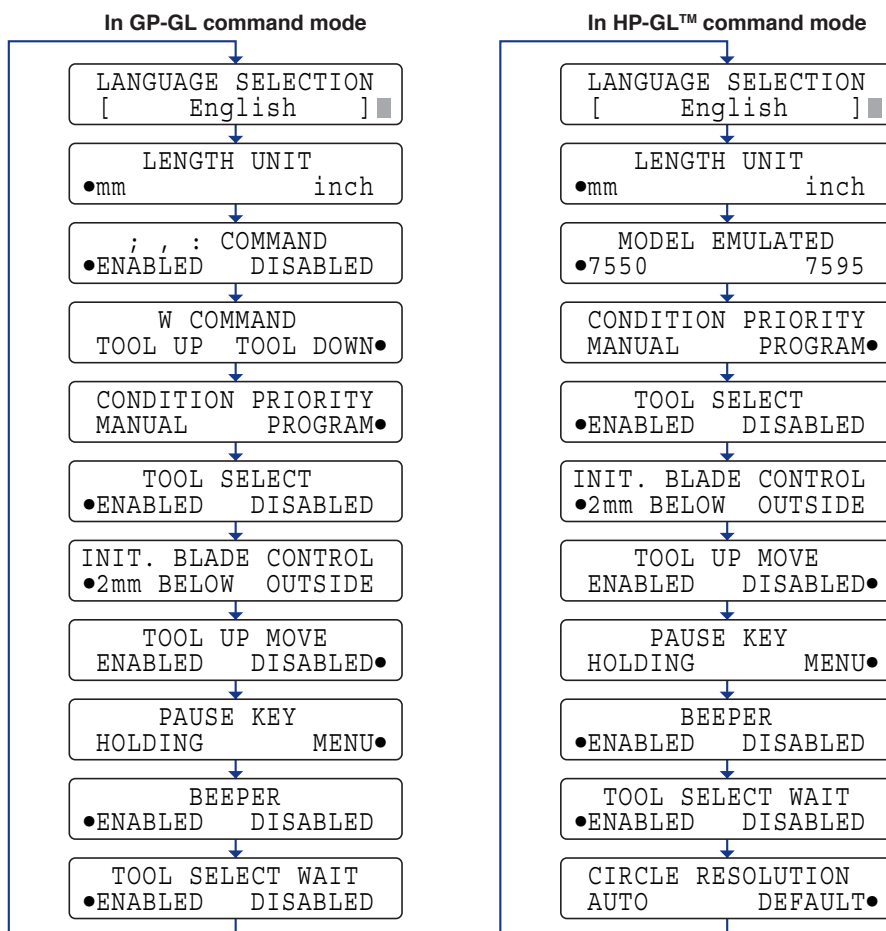 In GP-GL command mode
LANGUAGE SELECTION
[ English ]
LENGTH UNIT
●mm inch
; , : COMMAND
●ENABLED DISABLED
W COMMAND
TOOL UP TOOL DOWN●
CONDITION PRIORITY
MANUAL PROGRAM●
TOOL SELECT
●ENABLED DISABLED
INIT. BLADE CONTROL
●2mm BELOW OUTSIDE
TOOL UP MOVE
ENABLED DISABLED●
PAUSE KEY
HOLDING MENU●
BEEPER
●ENABLED DISABLED
TOOL SELECT WAIT
●ENABLED DISABLED
In HP-GL™ command mode
LANGUAGE SELECTION
[ English ]
LENGTH UNIT
●mm inch
MODEL EMULATED
●7550 7595
CONDITION PRIORITY
MANUAL PROGRAM●
TOOL SELECT
●ENABLED DISABLED
INIT. BLADE CONTROL
●2mm BELOW OUTSIDE
TOOL UP MOVE
ENABLED DISABLED●
PAUSE KEY
HOLDING MENU●
BEEPER
●ENABLED DISABLED
TOOL SELECT WAIT
●ENABLED DISABLED
CIRCLE RESOLUTION
AUTO DEFAULT●